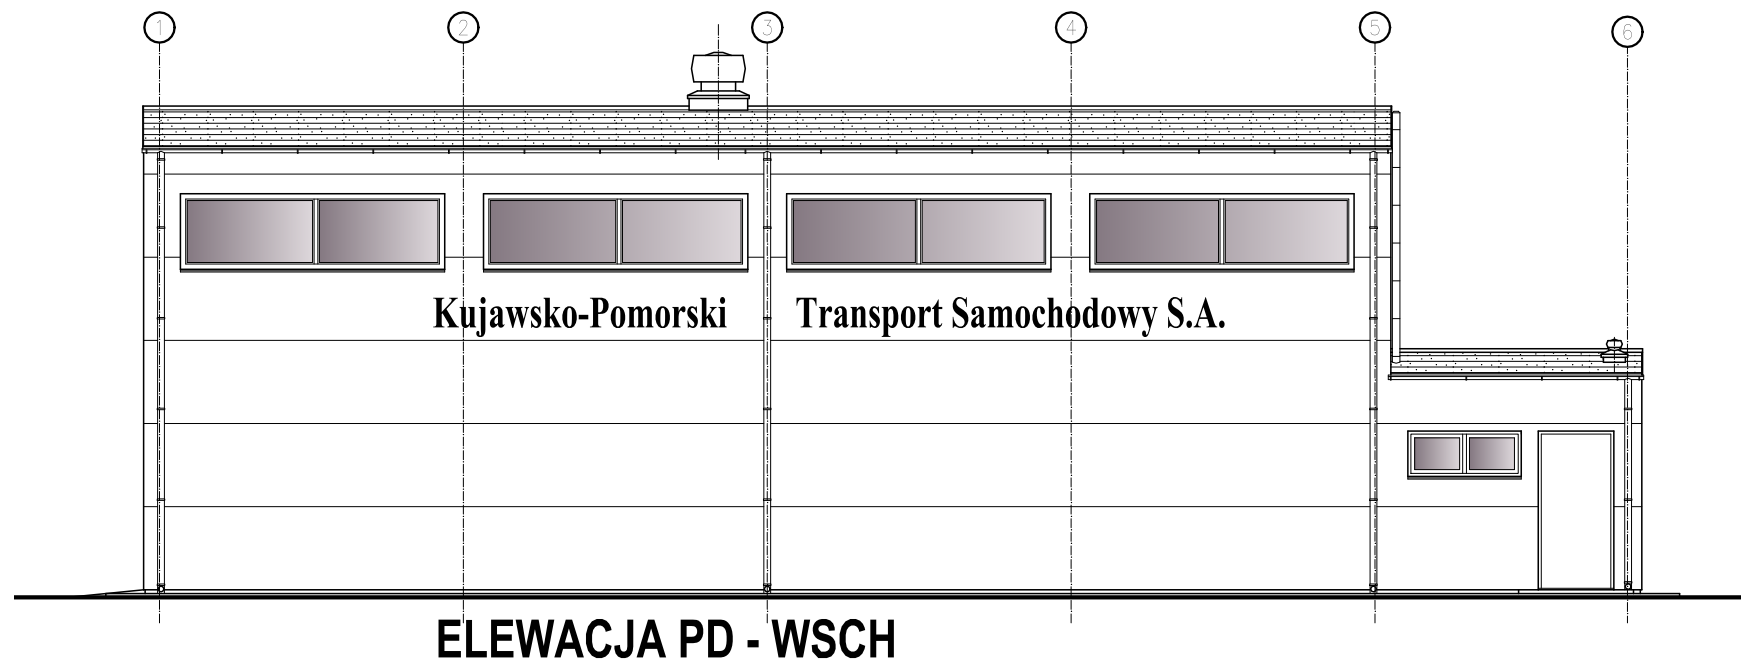 1 2 3 4 5 6
Kujawsko-Pomorski Transport Samochodowy S.A.
ELEWACJA PD - WSCH